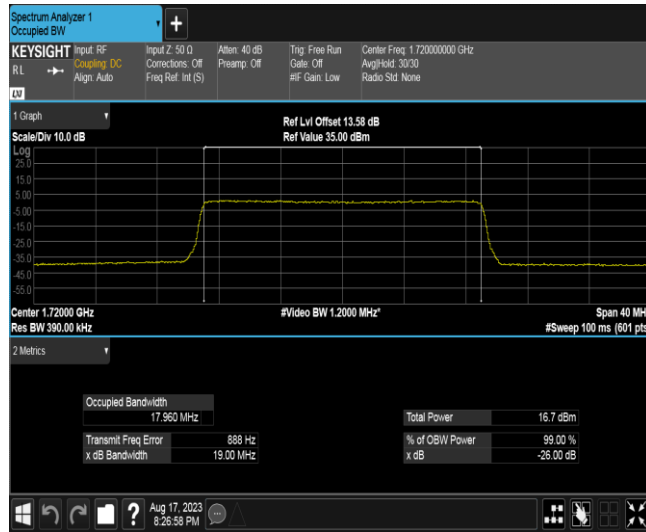 Spectrum Analyzer 1
Occupied BW
+
KEYSIGHT
RL
LXI
Input: RF
Coupling: DC
Align: Auto
Input Z: 50 Ω
Corrections: Off
Freq Ref: Int (S)
Atten: 40 dB
Preamp: Off
Trig: Free Run
Gate: Off
#IF Gain: Low
Center Freq: 1.720000000 GHz
Avg|Hold: 30/30
Radio Std: None
1 Graph
Scale/Div 10.0 dB
Ref Lvl Offset 13.58 dB
Ref Value 35.00 dBm
Log
25.0
15.0
5.00
-5.00
-15.0
-25.0
-35.0
-45.0
-55.0
Center 1.72000 GHz
#Video BW 1.2000 MHz*
Span 40 MH
Res BW 390.00 kHz
#Sweep 100 ms (601 pts
2 Metrics
Occupied Bandwidth
17.960 MHz
Total Power 16.7 dBm
Transmit Freq Error 888 Hz
% of OBW Power 99.00 %
x dB Bandwidth 19.00 MHz
x dB -26.00 dB
?
Aug 17, 2023
8:26:58 PM